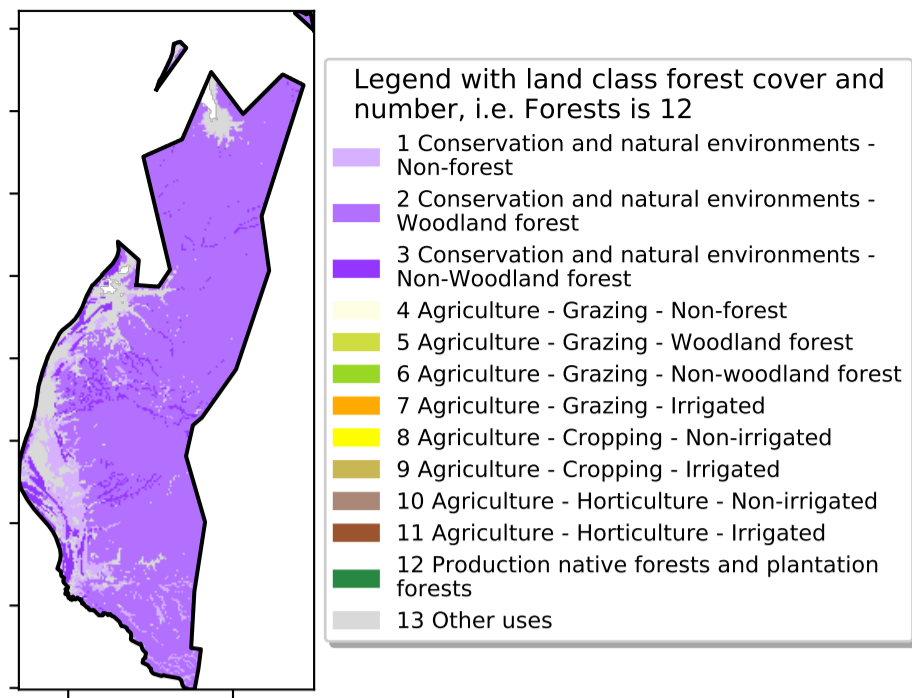 Legend with land class forest cover and
number, i.e. Forests is 12
1 Conservation and natural environments -
Non-forest
2 Conservation and natural environments -
Woodland forest
3 Conservation and natural environments -
Non-Woodland forest
4 Agriculture - Grazing - Non-forest
5 Agriculture - Grazing - Woodland forest
6 Agriculture - Grazing - Non-woodland forest
7 Agriculture - Grazing - Irrigated
8 Agriculture - Cropping - Non-irrigated
9 Agriculture - Cropping - Irrigated
10 Agriculture - Horticulture - Non-irrigated
11 Agriculture - Horticulture - Irrigated
12 Production native forests and plantation
forests
13 Other uses